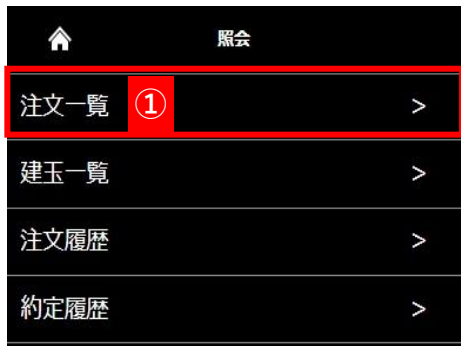 照会
注文一覧 ① >
建玉一覧 >
注文履歴 >
約定履歴 >